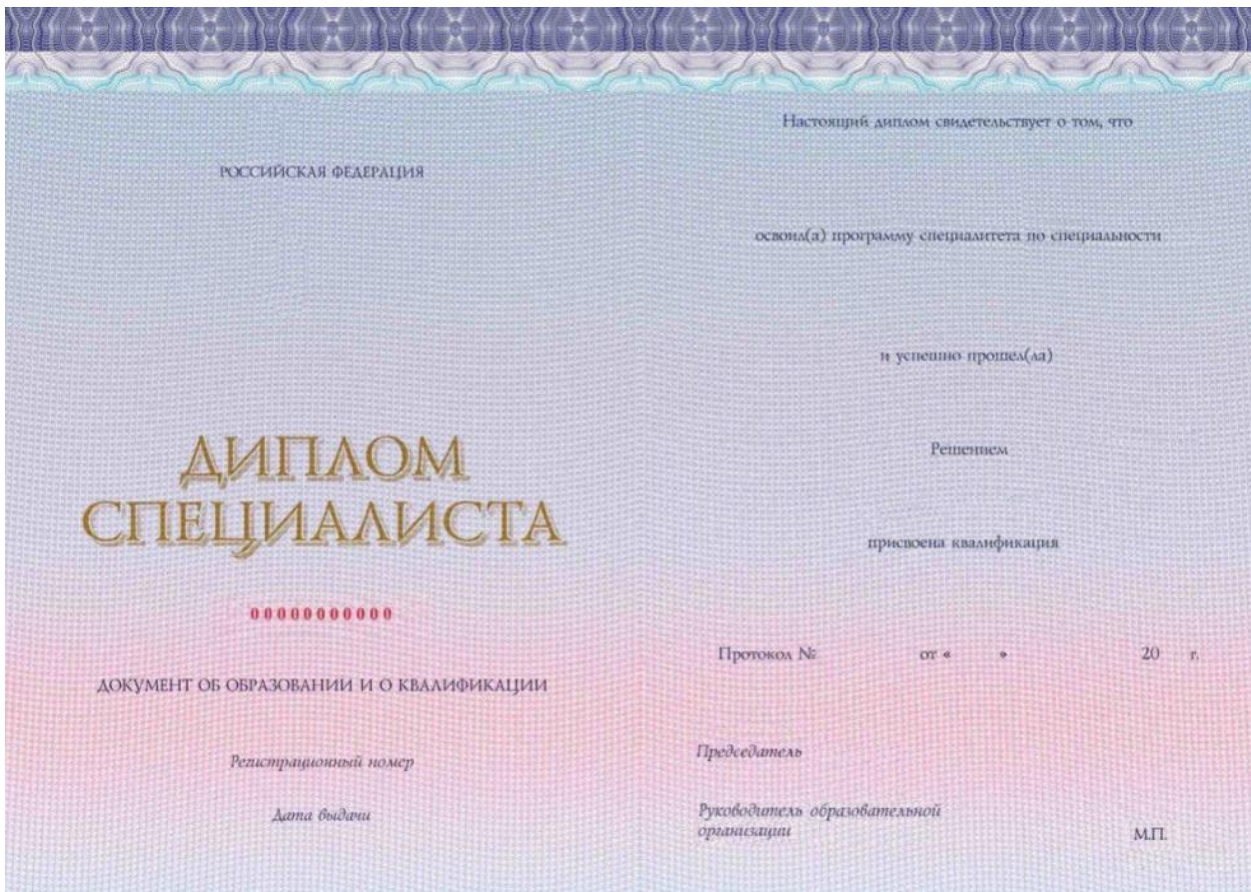 РОССИЙСКАЯ ФЕДЕРАЦИЯ
ДИПЛОМ
СПЕЦИАЛИСТА
00000000000
ДОКУМЕНТ ОБ ОБРАЗОВАНИИ И О КВАЛИФИКАЦИИ
Регистрационный номер
Дата выдачи
Настоящий диплом свидетельствует о том, что
освоил(а) программу специалитета по специальности
и успешно прошел(ла)
Решением
присвоена квалификация
Протокол № от « » 20 г.
Председатель
Руководитель образовательной
организации
М.П.